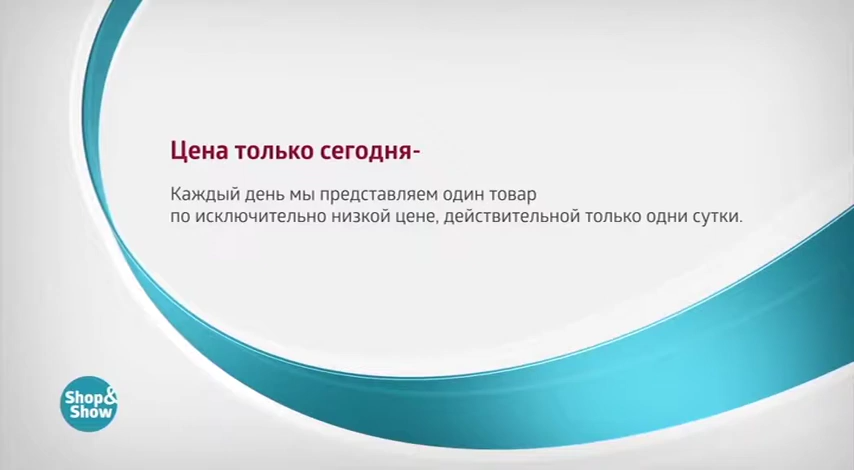 Цена только сегодня-
Каждый день мы представляем один товар
по исключительно низкой цене, действительной только одни сутки.
Shop&
Show